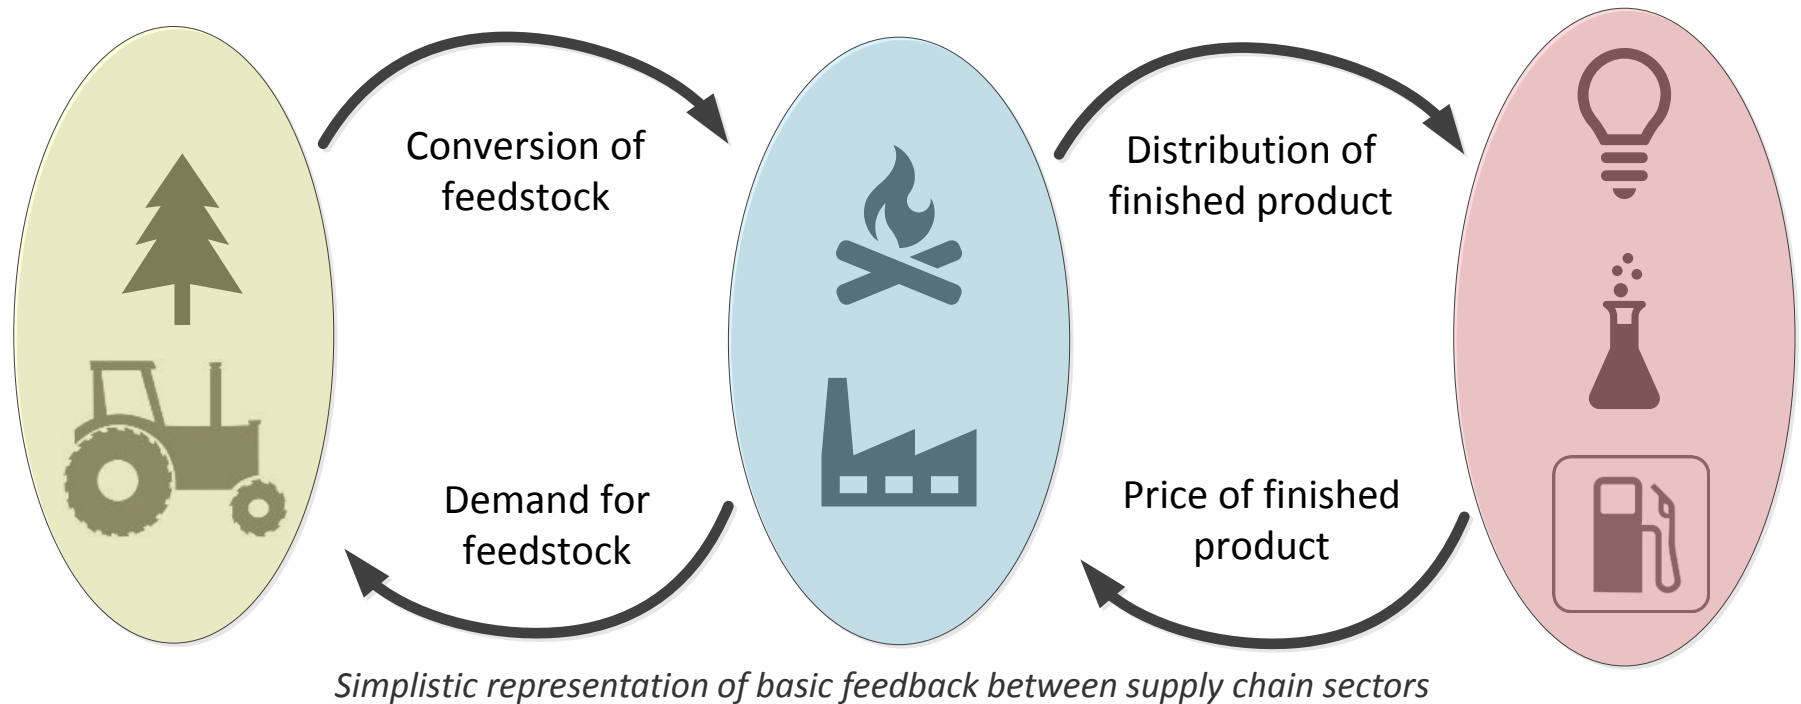 Conversion of
feedstock
Distribution of
finished product
Demand for
feedstock
Price of finished
product
Simplistic representation of basic feedback between supply chain sectors